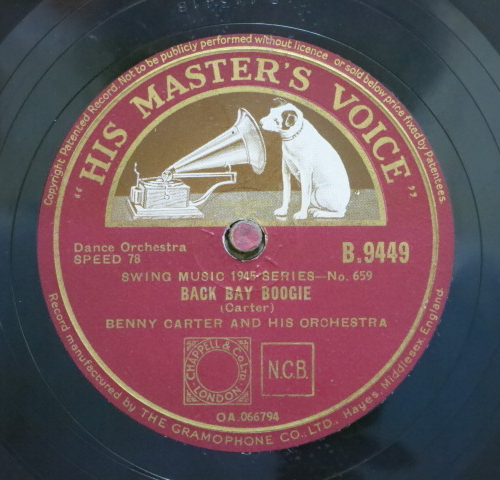 Copyright Patented Record. Not to be publicly performed without licence or sold below price fixed by Patentees.
"HIS MASTER'S VOICE"
Dance Orchestra
SPEED 78
B.9449
SWING MUSIC 1945 SERIES—No. 659
BACK BAY BOOGIE
(Carter)
BENNY CARTER AND HIS ORCHESTRA
CHAPPELL & Co LTD
LONDON
N.C.B.
OA.066794
Record manufactured by THE GRAMOPHONE CO., LTD. Hayes, Middlesex, England.